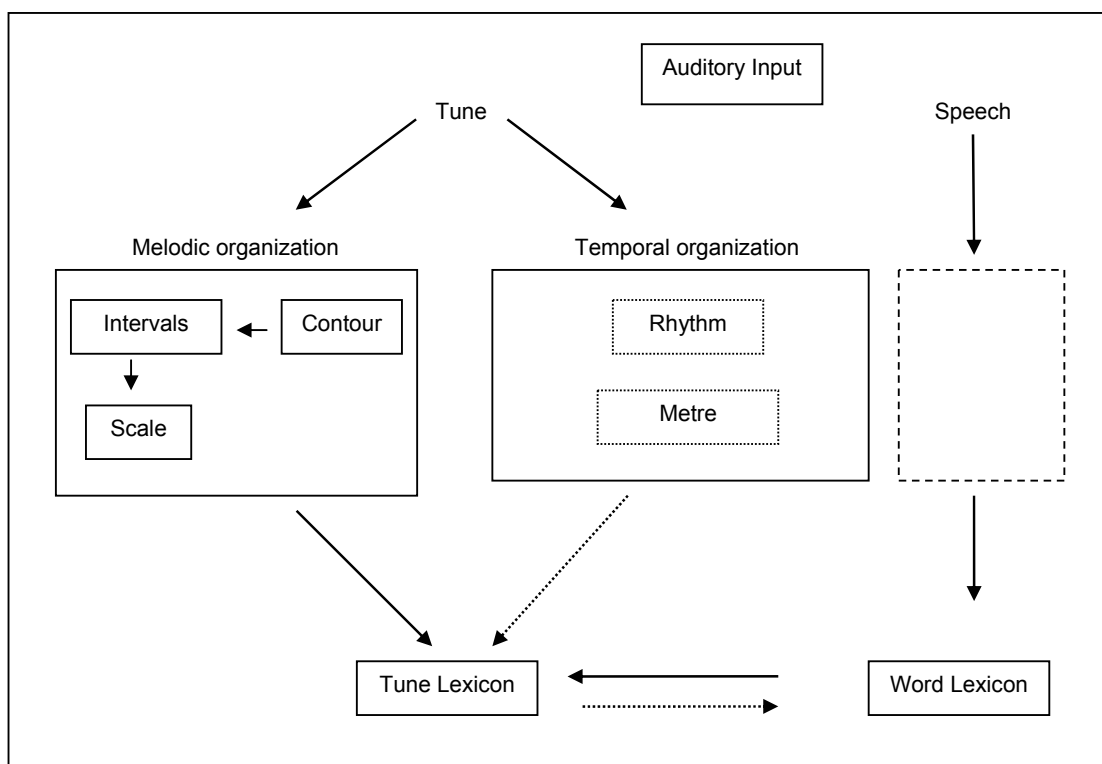 Auditory Input
Tune
Speech
Melodic organization
Temporal organization
Intervals
Contour
Rhythm
Scale
Metre
Tune Lexicon
Word Lexicon